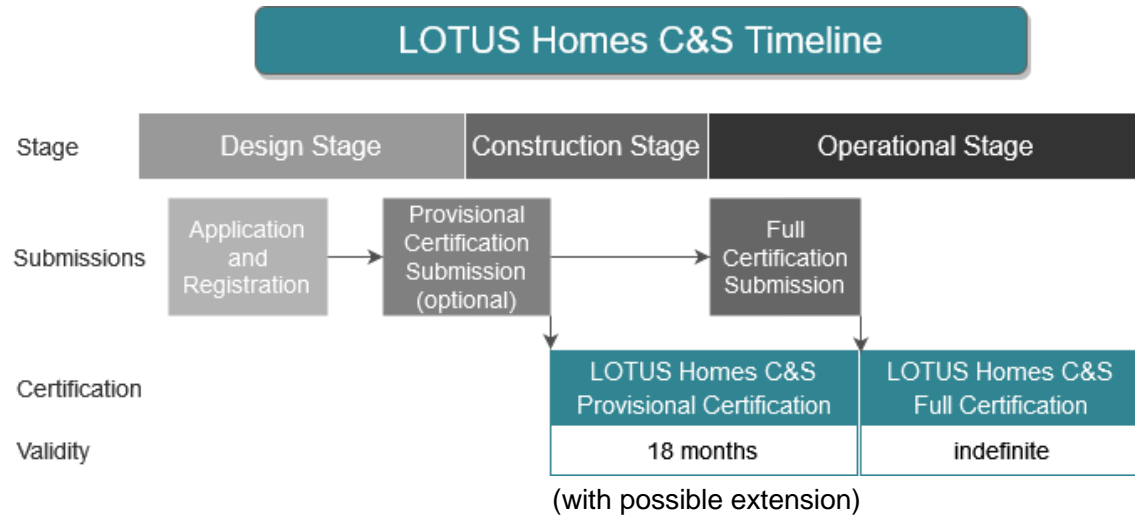 LOTUS Homes C&S Timeline
Stage
Design Stage
Construction Stage
Operational Stage
Submissions
Application
and
Registration
Provisional
Certification
Submission
(optional)
Full
Certification
Submission
Certification
LOTUS Homes C&S
Provisional Certification
LOTUS Homes C&S
Full Certification
Validity
18 months
indefinite
(with possible extension)